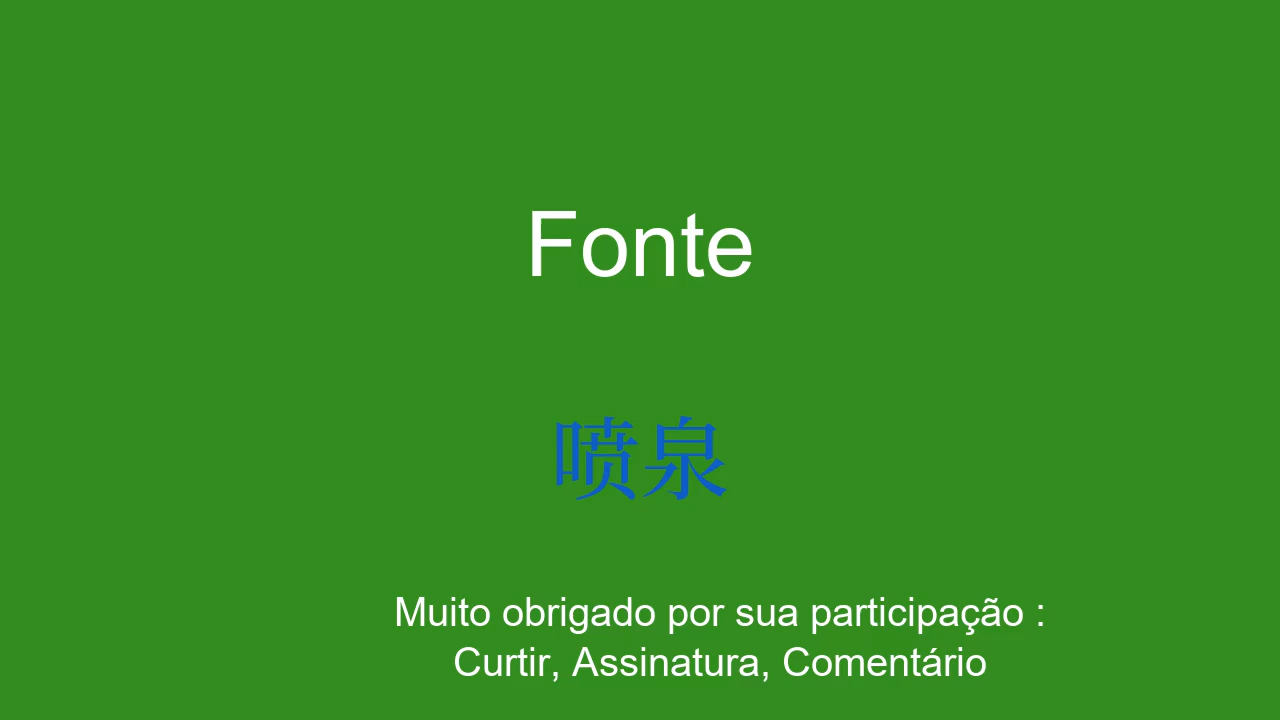 Fonte
喷泉
Muito obrigado por sua participação :
Curtir, Assinatura, Comentário